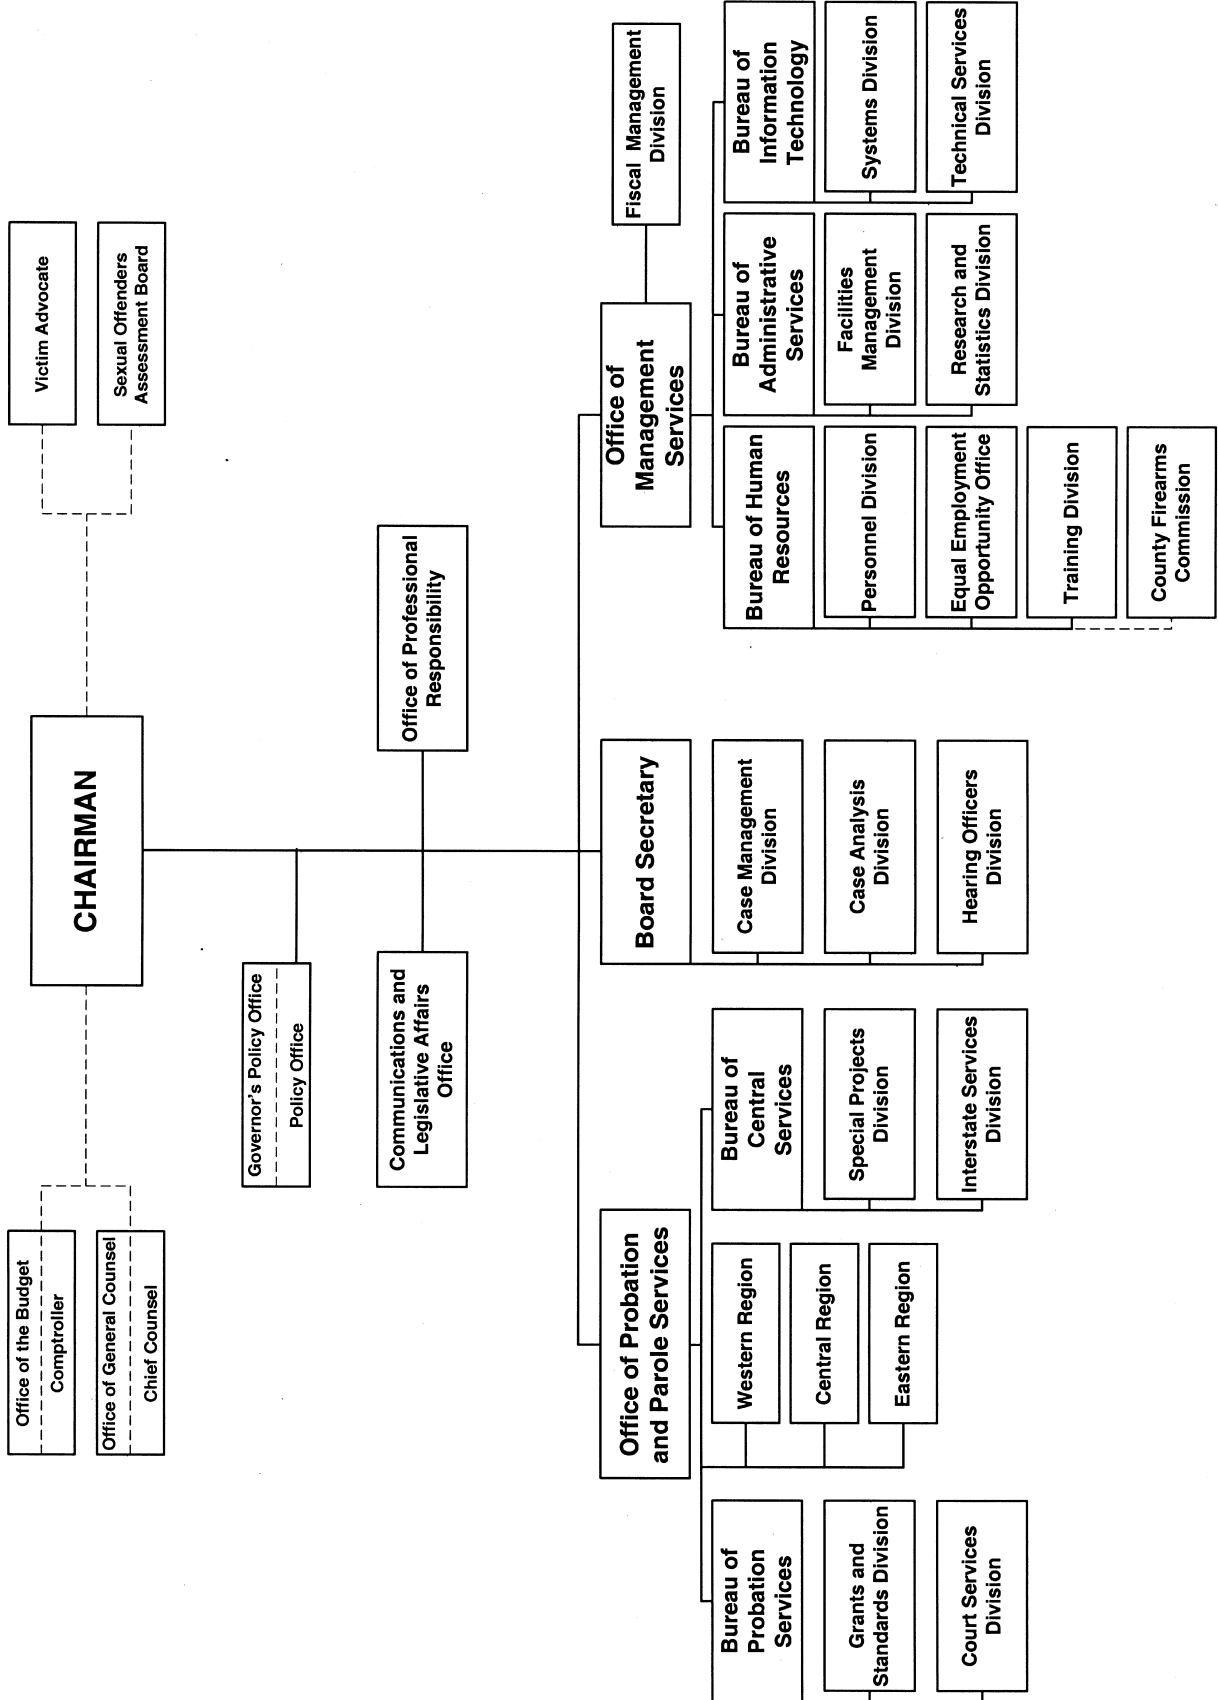 Office of the Budget
Comptroller
Office of General Counsel
Chief Counsel
CHAIRMAN
Victim Advocate
Sexual Offenders
Assessment Board
Governor's Policy Office
Policy Office
Communications and
Legislative Affairs
Office
Office of Professional
Responsibility
Office of Probation
and Parole Services
Board Secretary
Office of
Management
Services
Fiscal Management
Division
Bureau of
Probation
Services
Grants and
Standards Division
Court Services
Division
Western Region
Central Region
Eastern Region
Bureau of
Central
Services
Special Projects
Division
Interstate Services
Division
Case Management
Division
Case Analysis
Division
Hearing Officers
Division
Bureau of Human
Resources
Personnel Division
Equal Employment
Opportunity Office
Training Division
County Firearms
Commission
Bureau of
Administrative
Services
Facilities
Management
Division
Research and
Statistics Division
Bureau of
Information
Technology
Systems Division
Technical Services
Division